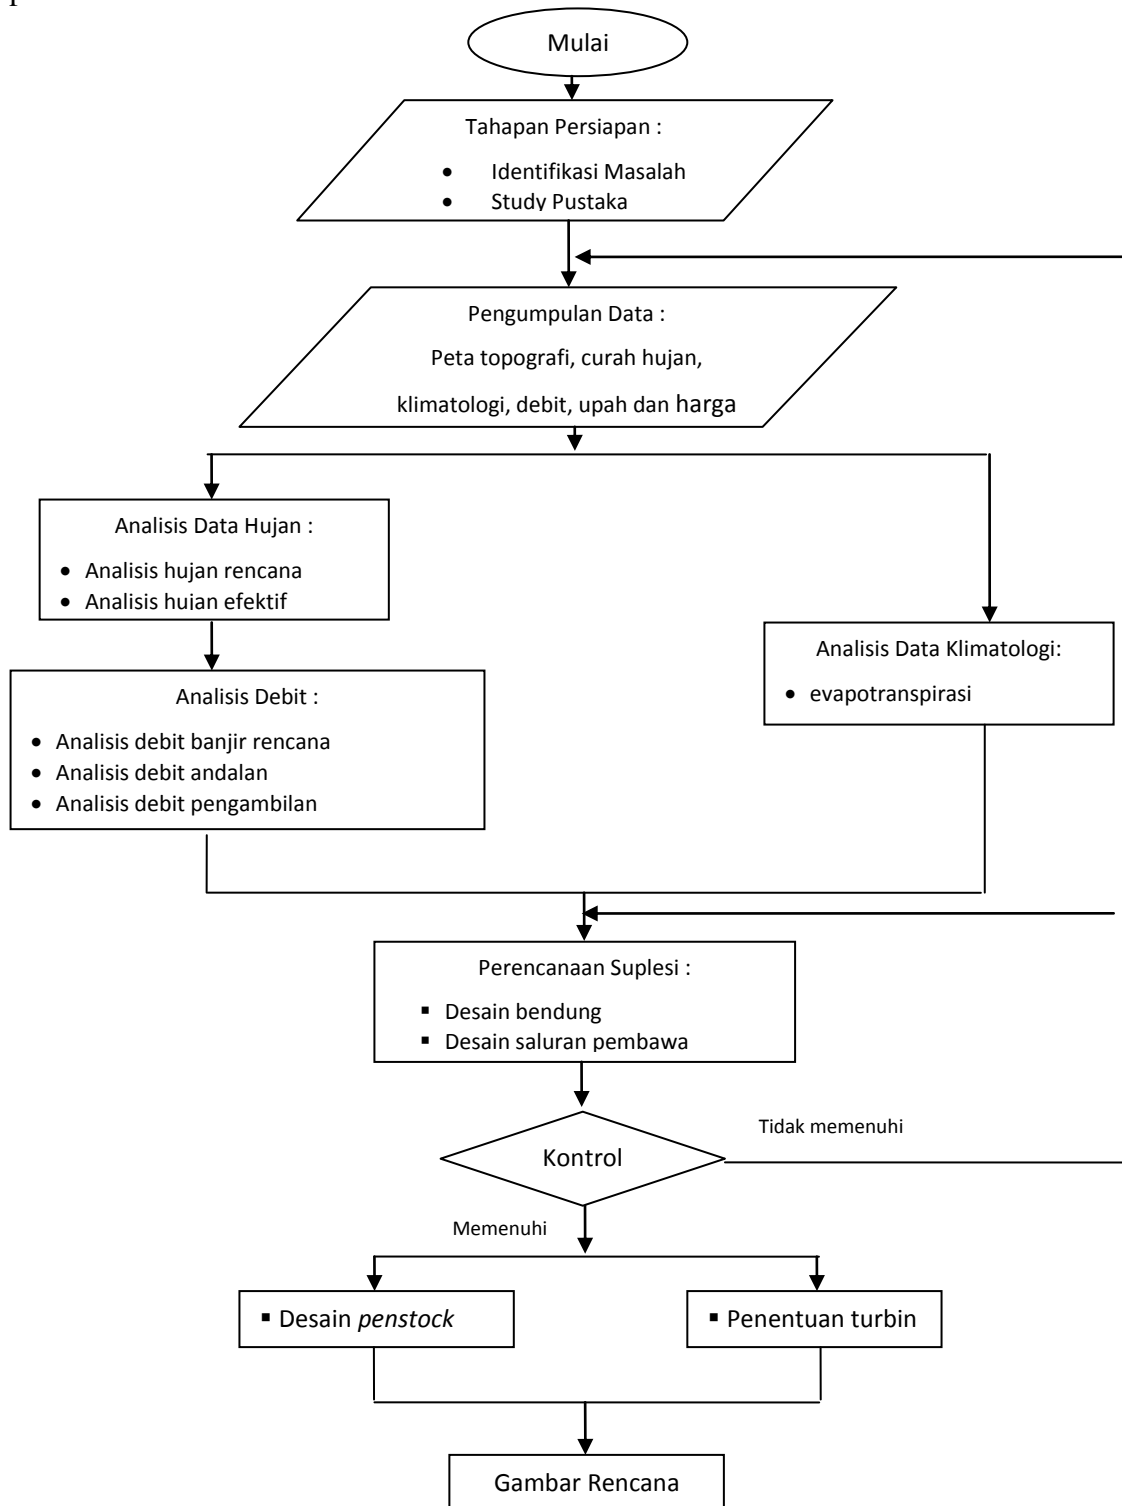 Mulai
Tahapan Persiapan :
• Identifikasi Masalah
• Study Pustaka
Pengumpulan Data :
Peta topografi, curah hujan,
klimatologi, debit, upah dan harga
Analisis Data Hujan :
• Analisis hujan rencana
• Analisis hujan efektif
Analisis Data Klimatologi:
• evapotranspirasi
Analisis Debit :
• Analisis debit banjir rencana
• Analisis debit andalan
• Analisis debit pengambilan
Perencanaan Suplesi :
▪ Desain bendung
▪ Desain saluran pembawa
Kontrol
Tidak memenuhi
Memenuhi
▪ Desain penstock
▪ Penentuan turbin
Gambar Rencana